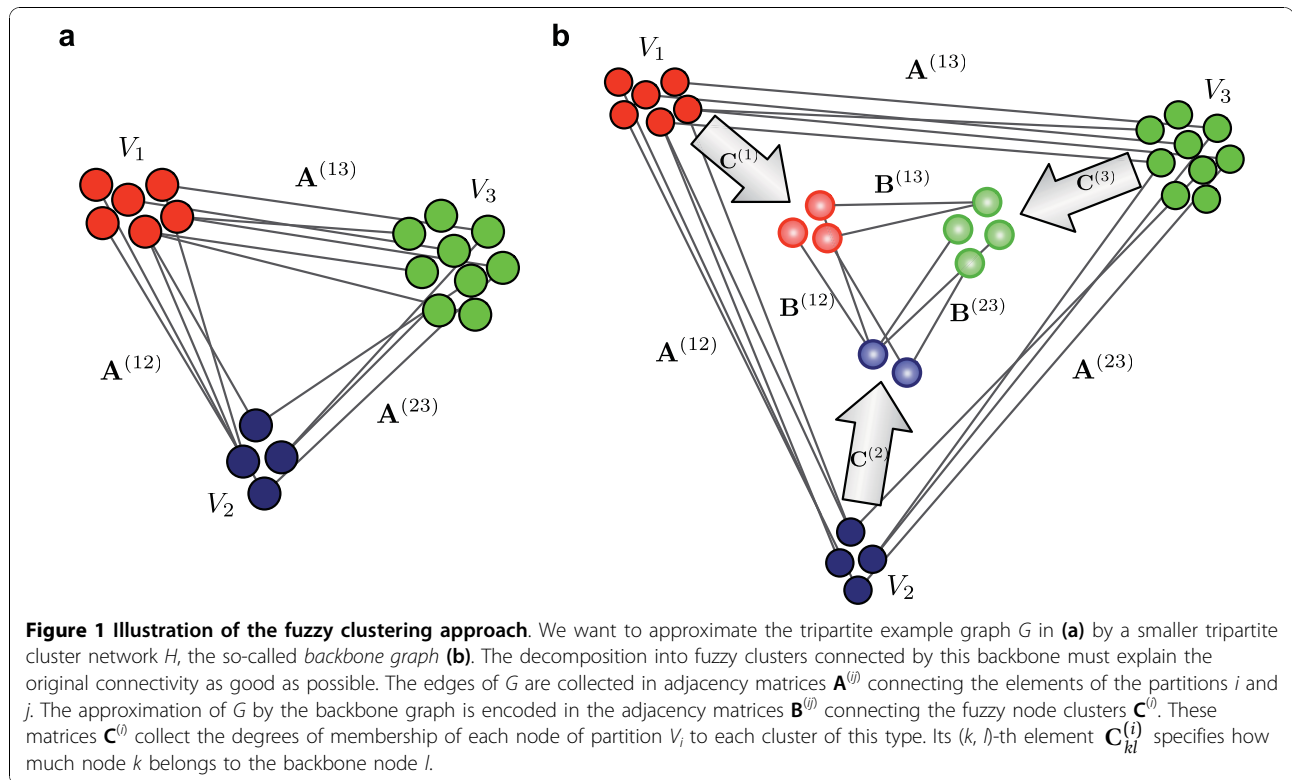 a
V₁
A⁽¹³⁾
V₃
A⁽¹²⁾
A⁽²³⁾
V₂
b
V₁
A⁽¹³⁾
V₃
C⁽¹⁾
B⁽¹³⁾
C⁽³⁾
B⁽¹²⁾
B⁽²³⁾
A⁽¹²⁾
A⁽²³⁾
C⁽²⁾
V₂
Figure 1 Illustration of the fuzzy clustering approach. We want to approximate the tripartite example graph G in (a) by a smaller tripartite
cluster network H, the so-called backbone graph (b). The decomposition into fuzzy clusters connected by this backbone must explain the
original connectivity as good as possible. The edges of G are collected in adjacency matrices A⁽ⁱʲ⁾ connecting the elements of the partitions i and
j. The approximation of G by the backbone graph is encoded in the adjacency matrices B⁽ⁱʲ⁾ connecting the fuzzy node clusters C⁽ⁱ⁾. These
matrices C⁽ⁱ⁾ collect the degrees of membership of each node of partition Vᵢ to each cluster of this type. Its (k, l)-th element C⁽ⁱ⁾ₖₗ specifies how
much node k belongs to the backbone node l.